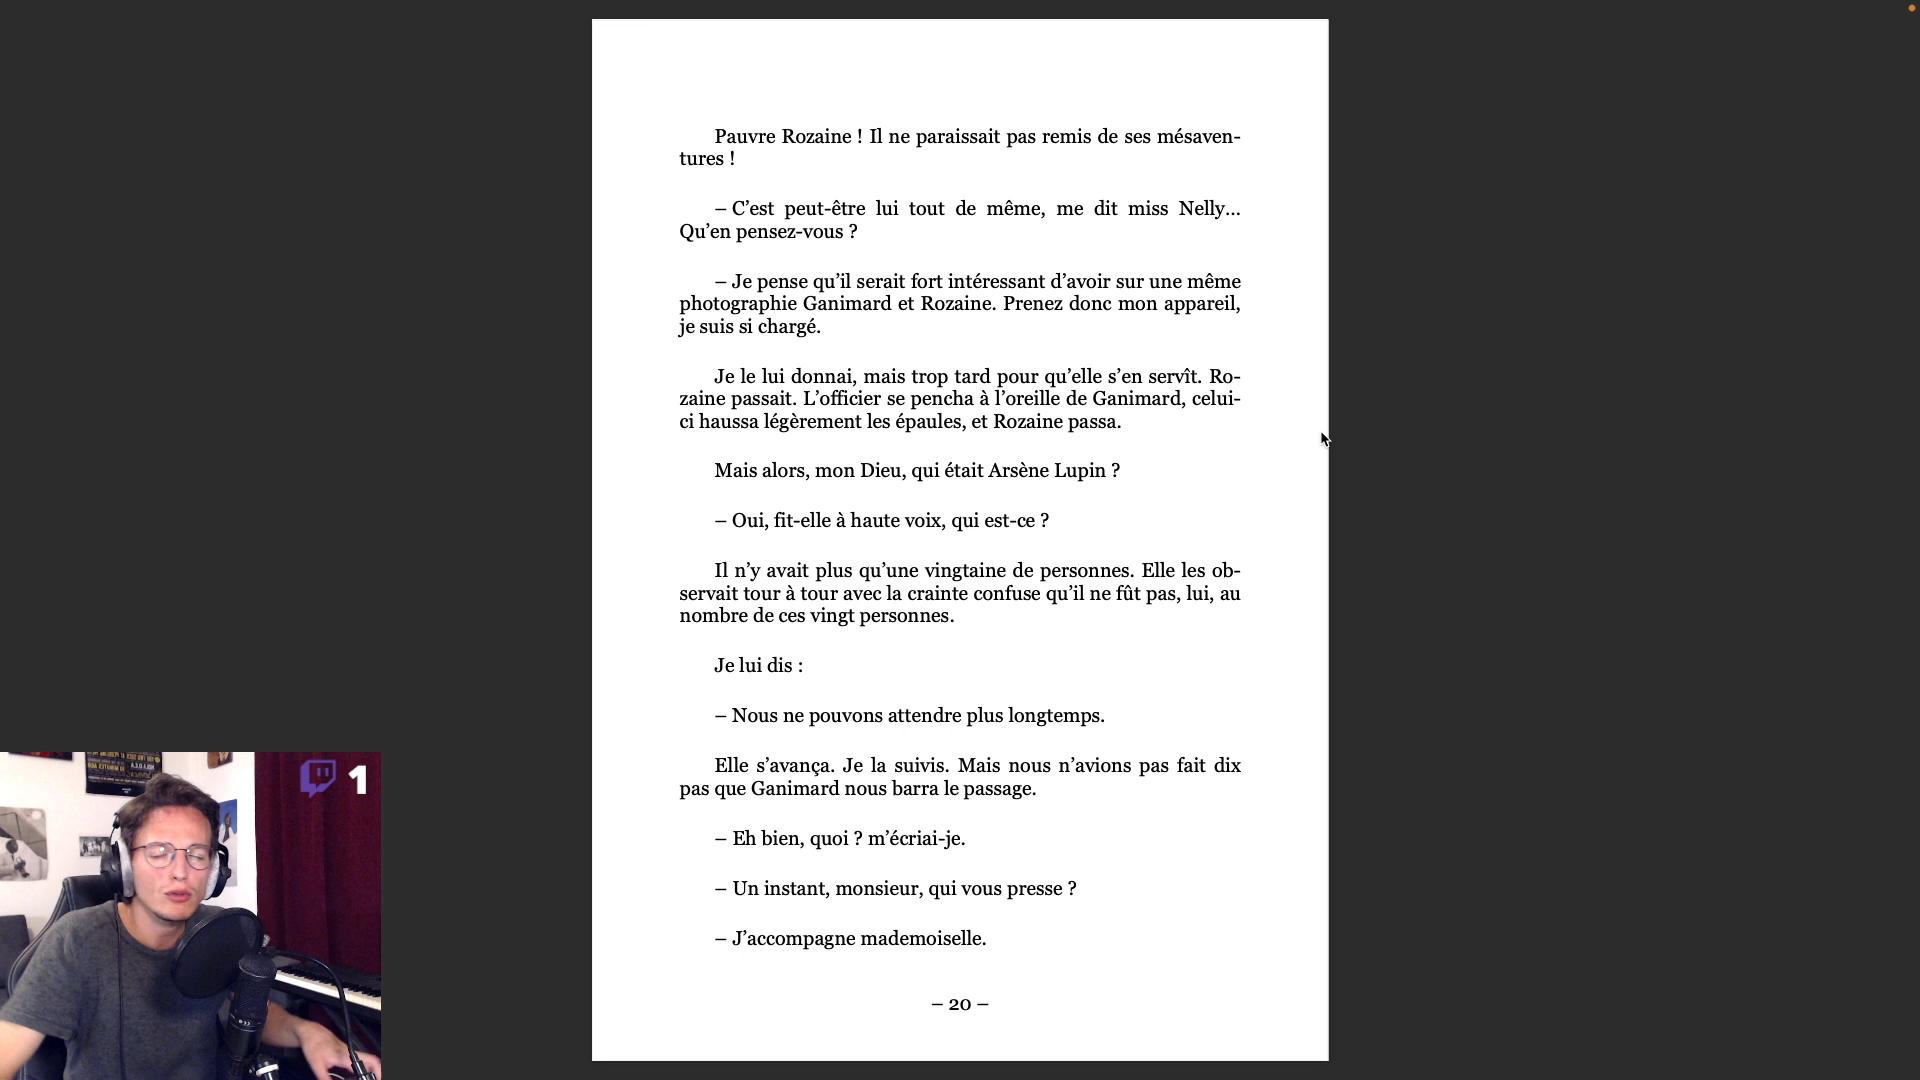 Pauvre Rozaine ! Il ne paraissait pas remis de ses mésaven-
tures !
– C’est peut-être lui tout de même, me dit miss Nelly…
Qu’en pensez-vous ?
– Je pense qu’il serait fort intéressant d’avoir sur une même
photographie Ganimard et Rozaine. Prenez donc mon appareil,
je suis si chargé.
Je le lui donnai, mais trop tard pour qu’elle s’en servît. Ro-
zaine passait. L’officier se pencha à l’oreille de Ganimard, celui-
ci haussa légèrement les épaules, et Rozaine passa.
Mais alors, mon Dieu, qui était Arsène Lupin ?
– Oui, fit-elle à haute voix, qui est-ce ?
Il n’y avait plus qu’une vingtaine de personnes. Elle les ob-
servait tour à tour avec la crainte confuse qu’il ne fût pas, lui, au
nombre de ces vingt personnes.
Je lui dis :
– Nous ne pouvons attendre plus longtemps.
Elle s’avança. Je la suivis. Mais nous n’avions pas fait dix
pas que Ganimard nous barra le passage.
– Eh bien, quoi ? m’écriai-je.
– Un instant, monsieur, qui vous presse ?
– J’accompagne mademoiselle.
– 20 –
1